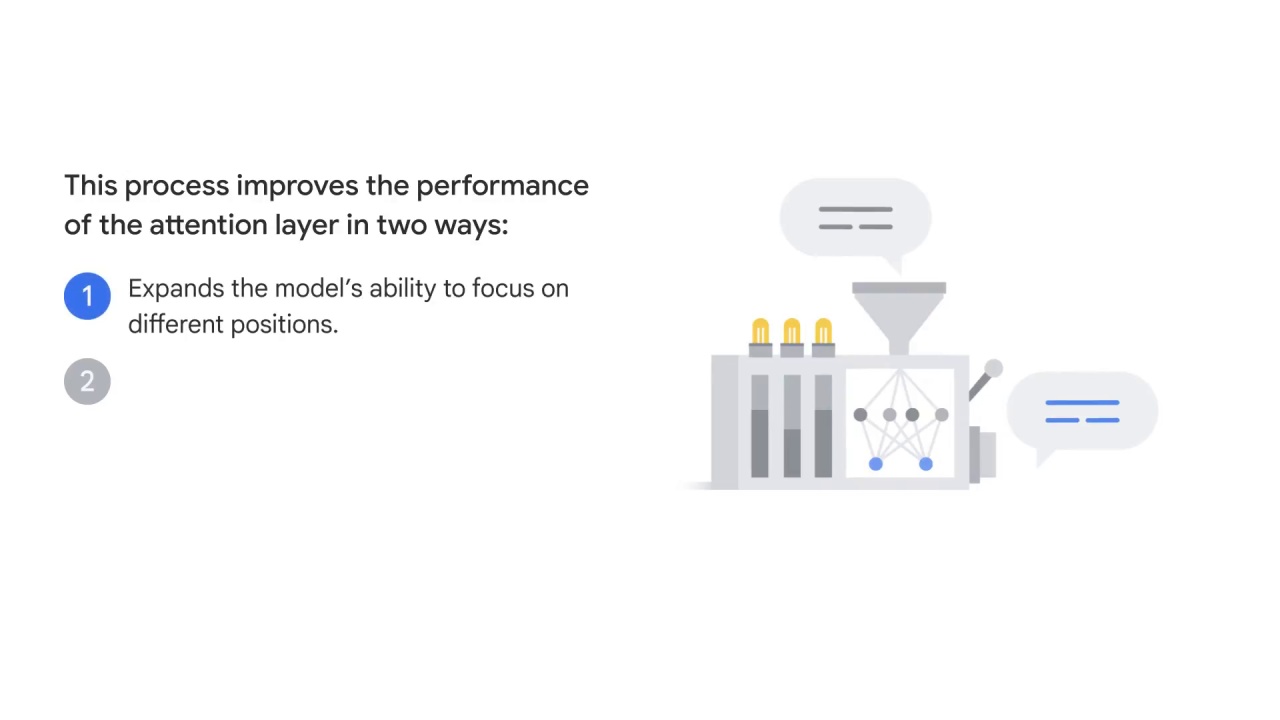 This process improves the performance
of the attention layer in two ways:
1
Expands the model's ability to focus on
different positions.
2